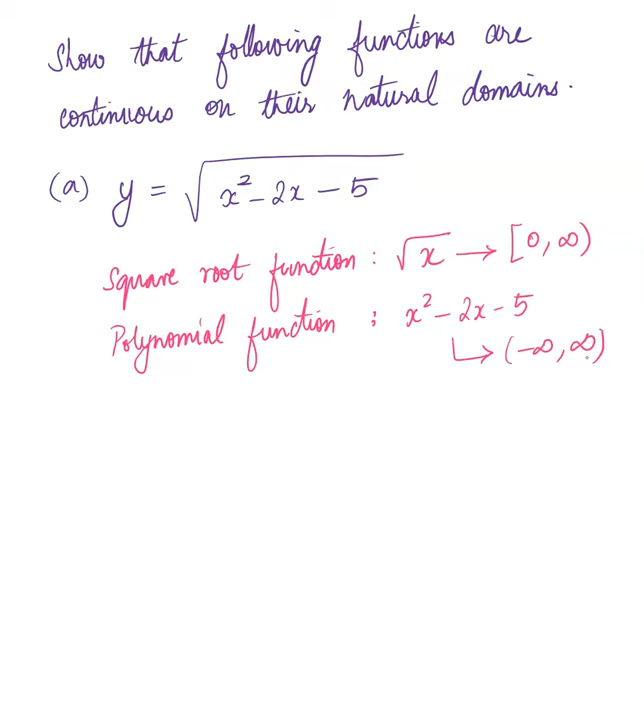 Show that following functions are
continuous on their natural domains.
(a) y = √(x² - 2x - 5)
Square root function : √x → [0, ∞)
Polynomial function : x² - 2x - 5
↳ (-∞, ∞)